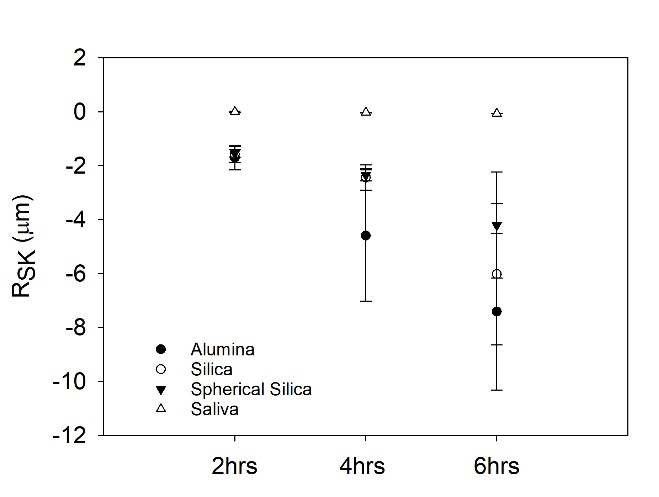 2
0
-2
-4
-6
-8
-10
-12
RSK (μm)
Alumina
Silica
Spherical Silica
Saliva
2hrs 4hrs 6hrs